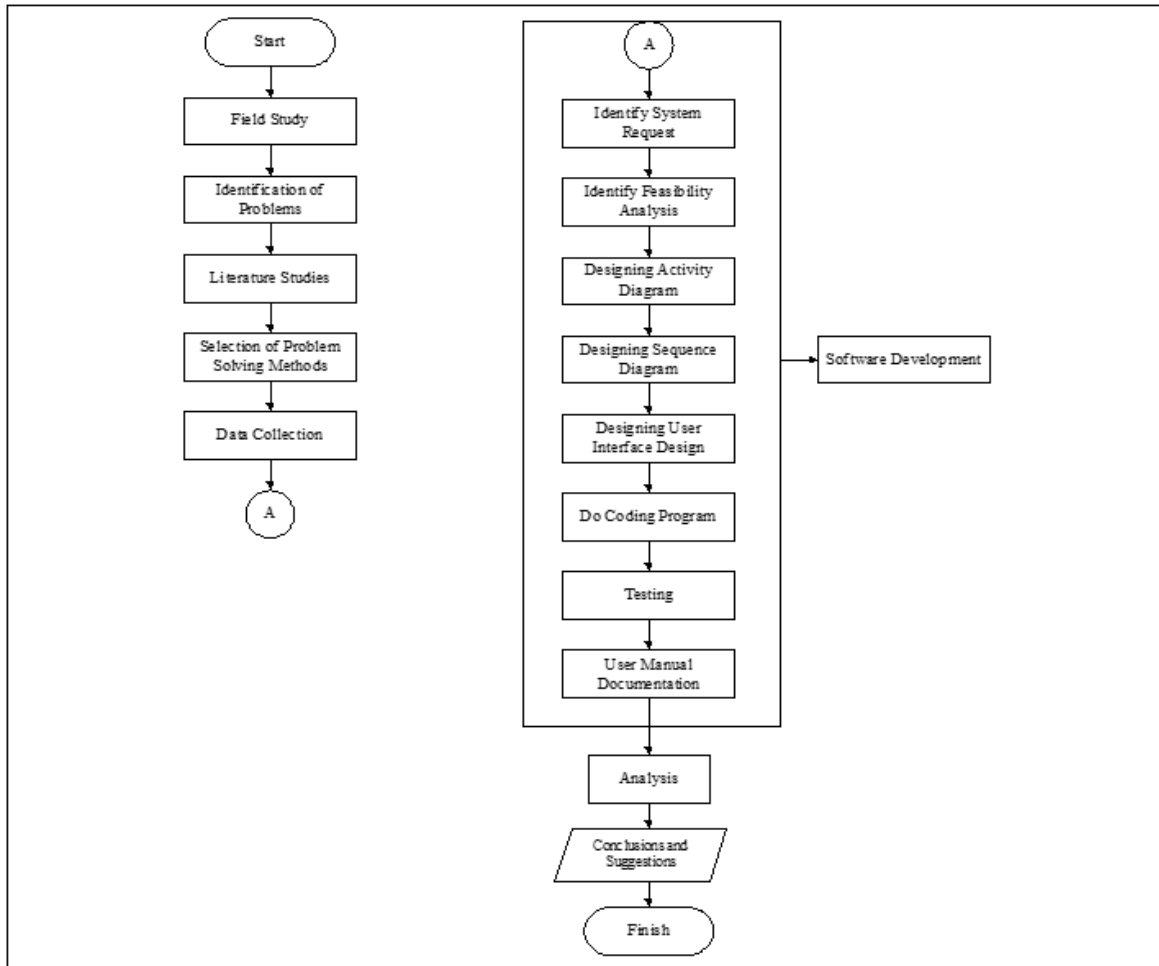 Start
Field Study
Identification of
Problems
Literature Studies
Selection of Problem
Solving Methods
Data Collection
A
A
Identify System
Request
Identify Feasibility
Analysis
Designing Activity
Diagram
Designing Sequence
Diagram
Designing User
Interface Design
Do Coding Program
Testing
User Manual
Documentation
Software Development
Analysis
Conclusions and
Suggestions
Finish